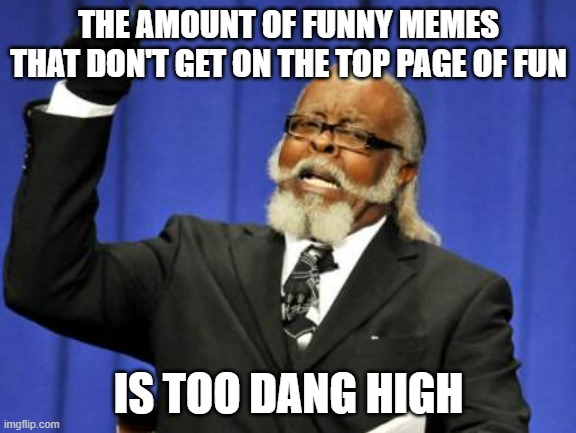 THE AMOUNT OF FUNNY MEMES
THAT DON'T GET ON THE TOP PAGE OF FUN
IS TOO DANG HIGH
imgflip.com